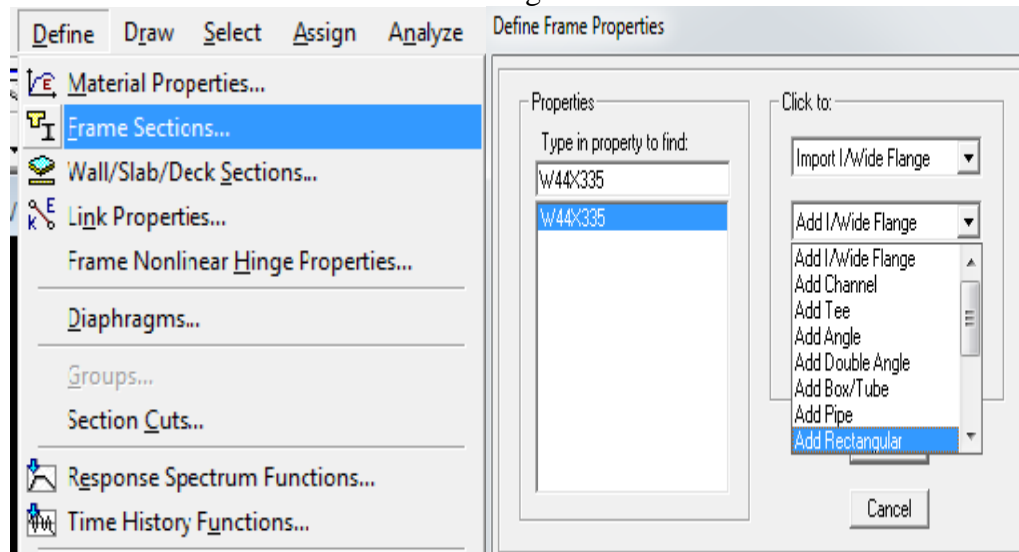 Define Draw Select Assign Analyze
Material Properties...
Frame Sections...
Wall/Slab/Deck Sections...
Link Properties...
Frame Nonlinear Hinge Properties...
Diaphragms...
Groups...
Section Cuts...
Response Spectrum Functions...
Time History Functions...
Define Frame Properties
Properties
Type in property to find:
W44X335
W44X335
Click to:
Import I/Wide Flange
Add I/Wide Flange
Add I/Wide Flange
Add Channel
Add Tee
Add Angle
Add Double Angle
Add Box/Tube
Add Pipe
Add Rectangular
Cancel